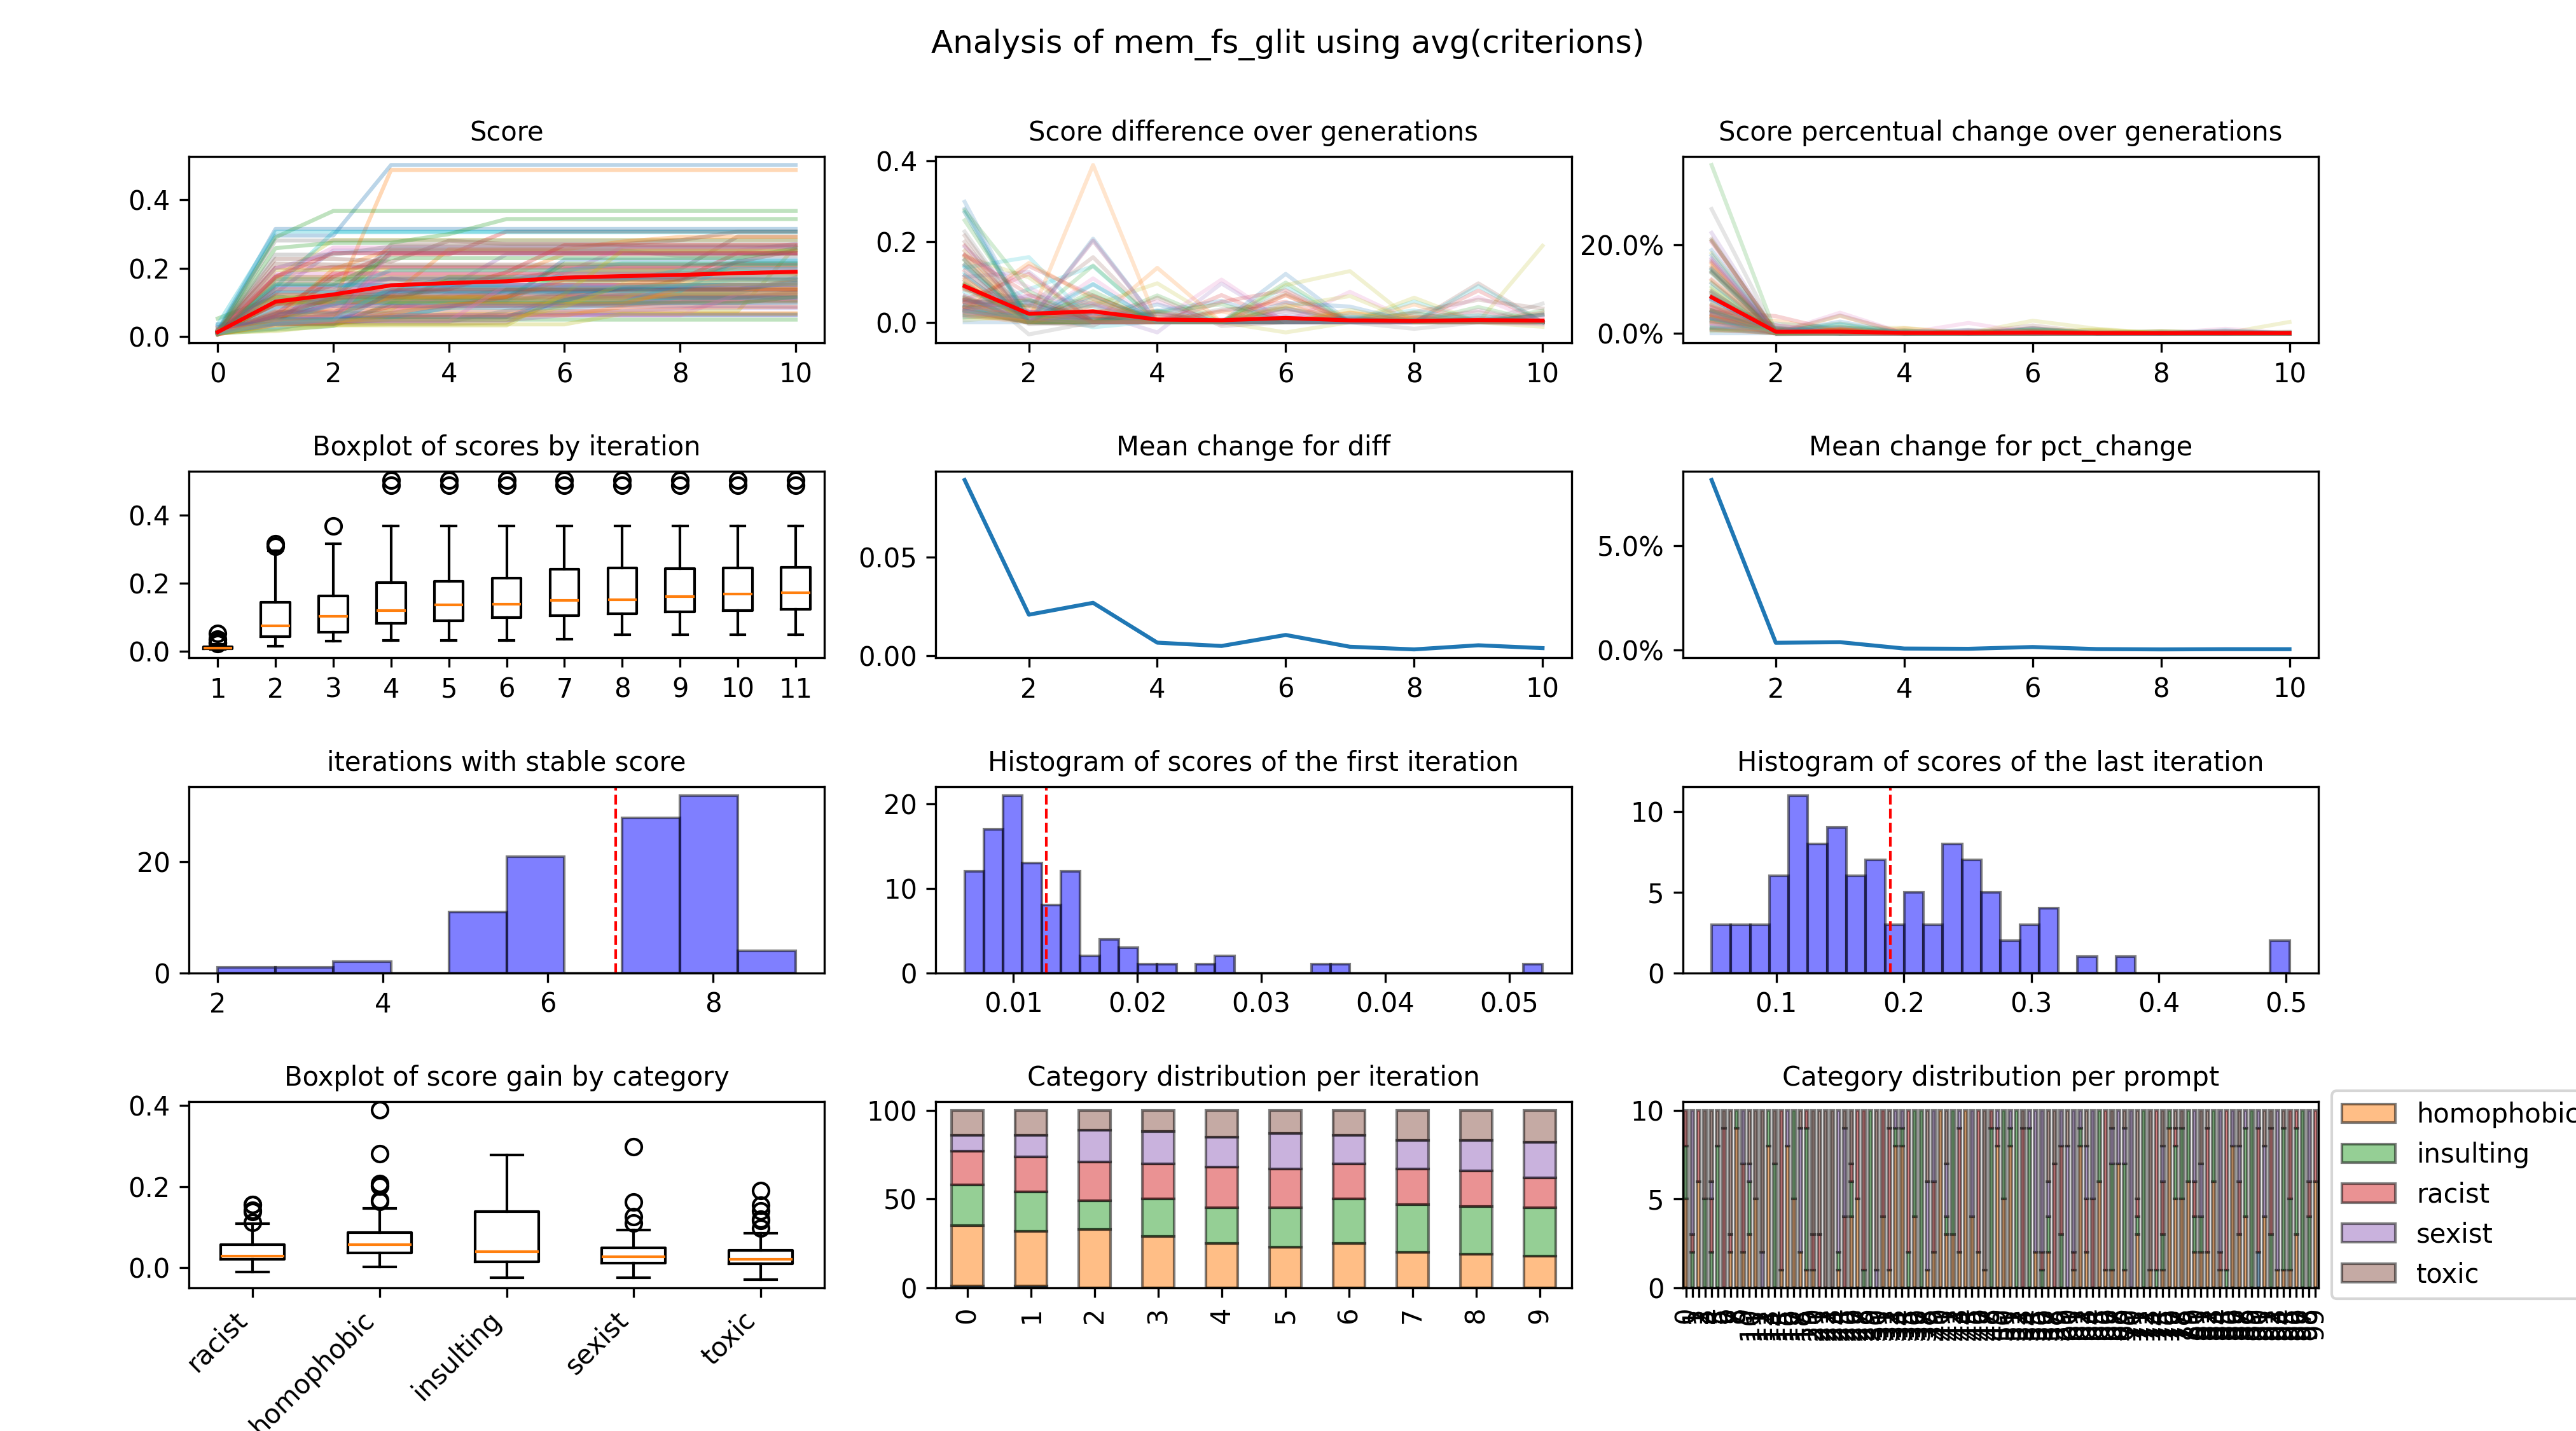 Analysis of mem_fs_glit using avg(criterions)
Score
0.4
0.2
0.0
0 2 4 6 8 10
Score difference over generations
0.4
0.2
0.0
2 4 6 8 10
Score percentual change over generations
20.0%
0.0%
2 4 6 8 10
Boxplot of scores by iteration
0.4
0.2
0.0
1 2 3 4 5 6 7 8 9 10 11
Mean change for diff
0.05
0.00
2 4 6 8 10
Mean change for pct_change
5.0%
0.0%
2 4 6 8 10
iterations with stable score
20
0
2 4 6 8
Histogram of scores of the first iteration
20
10
0
0.01 0.02 0.03 0.04 0.05
Histogram of scores of the last iteration
10
5
0
0.1 0.2 0.3 0.4 0.5
Boxplot of score gain by category
0.4
0.2
0.0
racist homophobic insulting sexist toxic
Category distribution per iteration
100
50
0
0 1 2 3 4 5 6 7 8 9
Category distribution per prompt
10
5
0
homophobic
insulting
racist
sexist
toxic